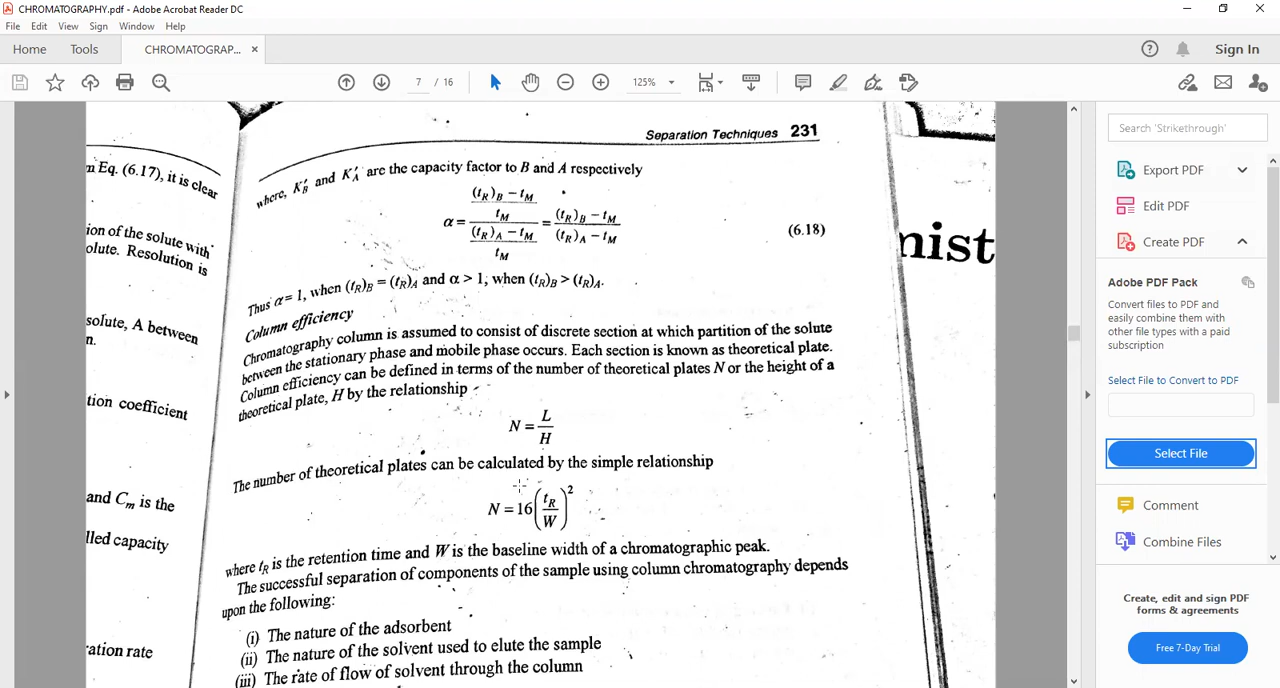 CHROMATOGRAPHY.pdf - Adobe Acrobat Reader DC
File Edit View Sign Window Help
Home Tools CHROMATOGRAP... × Sign In
7 / 16 125%
Separation Techniques 231
n Eq. (6.17), it is clear
ion of the solute with
olute. Resolution is
solute, A between
n.
tion coefficient
and Cm is the
lled capacity
ration rate
where, K′B and K′A are the capacity factor to B and A respectively
α = (((tR)B − tM) / tM) / (((tR)A − tM) / tM) = ((tR)B − tM) / ((tR)A − tM) (6.18)
Thus α = 1, when (tR)B = (tR)A and α > 1, when (tR)B > (tR)A.
Column efficiency
Chromatography column is assumed to consist of discrete section at which partition of the solute
between the stationary phase and mobile phase occurs. Each section is known as theoretical plate.
Column efficiency can be defined in terms of the number of theoretical plates N or the height of a
theoretical plate, H by the relationship
N = L / H
The number of theoretical plates can be calculated by the simple relationship
N = 16 (tR / W)²
where tR is the retention time and W is the baseline width of a chromatographic peak.
The successful separation of components of the sample using column chromatography depends
upon the following:
(i) The nature of the adsorbent
(ii) The nature of the solvent used to elute the sample
(iii) The rate of flow of solvent through the column
mist
Search 'Strikethrough'
Export PDF
Edit PDF
Create PDF
Adobe PDF Pack
Convert files to PDF and
easily combine them with
other file types with a paid
subscription
Select File to Convert to PDF
Select File
Comment
Combine Files
Create, edit and sign PDF
forms & agreements
Free 7-Day Trial